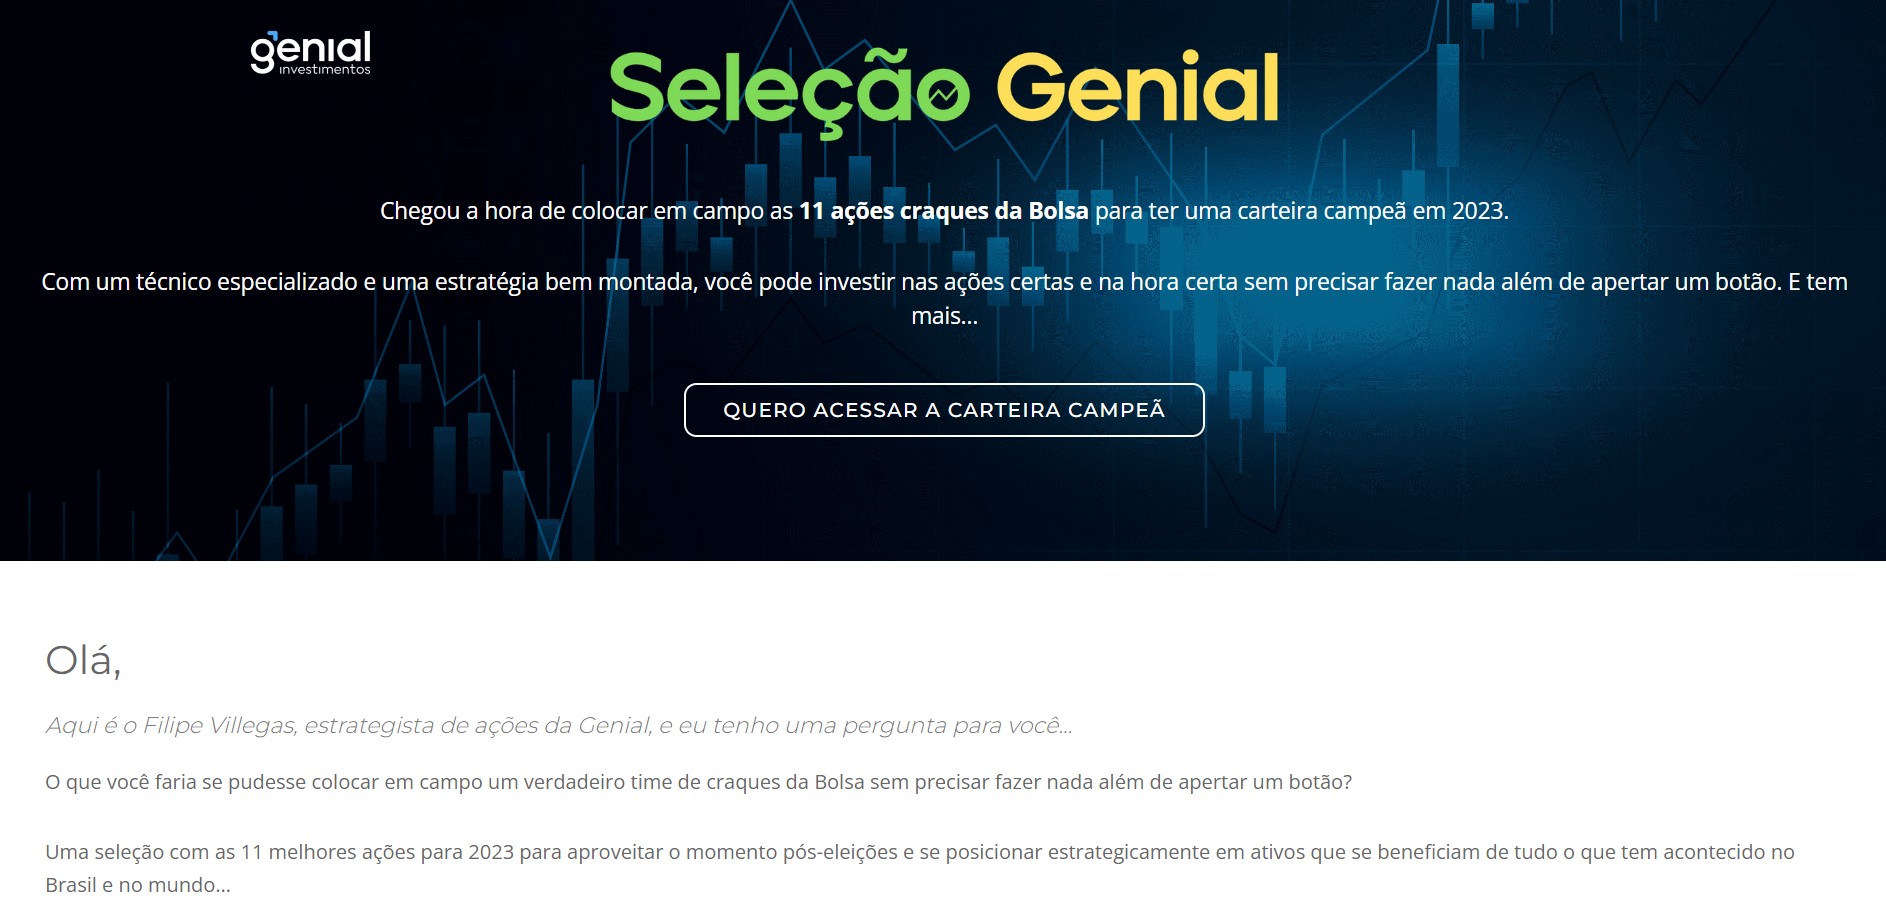 genial
investimentos
Seleção Genial
Chegou a hora de colocar em campo as 11 ações craques da Bolsa para ter uma carteira campeã em 2023.
Com um técnico especializado e uma estratégia bem montada, você pode investir nas ações certas e na hora certa sem precisar fazer nada além de apertar um botão. E tem
mais...
QUERO ACESSAR A CARTEIRA CAMPEÃ
Olá,
Aqui é o Filipe Villegas, estrategista de ações da Genial, e eu tenho uma pergunta para você...
O que você faria se pudesse colocar em campo um verdadeiro time de craques da Bolsa sem precisar fazer nada além de apertar um botão?
Uma seleção com as 11 melhores ações para 2023 para aproveitar o momento pós-eleições e se posicionar estrategicamente em ativos que se beneficiam de tudo o que tem acontecido no
Brasil e no mundo...